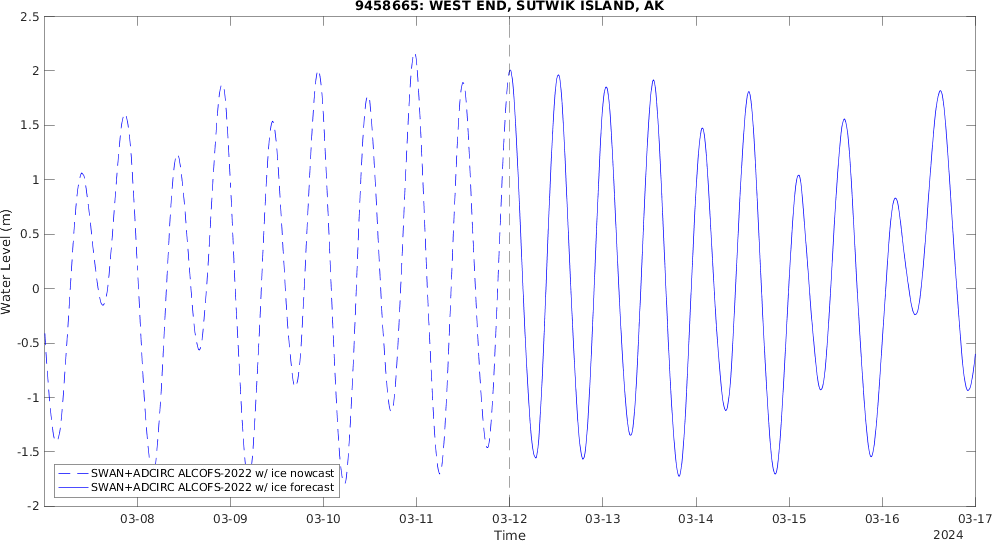 9458665: WEST END, SUTWIK ISLAND, AK
Water Level (m)
2.5
2
1.5
1
0.5
0
-0.5
-1
-1.5
-2
SWAN+ADCIRC ALCOFS-2022 w/ ice nowcast
SWAN+ADCIRC ALCOFS-2022 w/ ice forecast
03-08 03-09 03-10 03-11 03-12 03-13 03-14 03-15 03-16 03-17
Time
2024